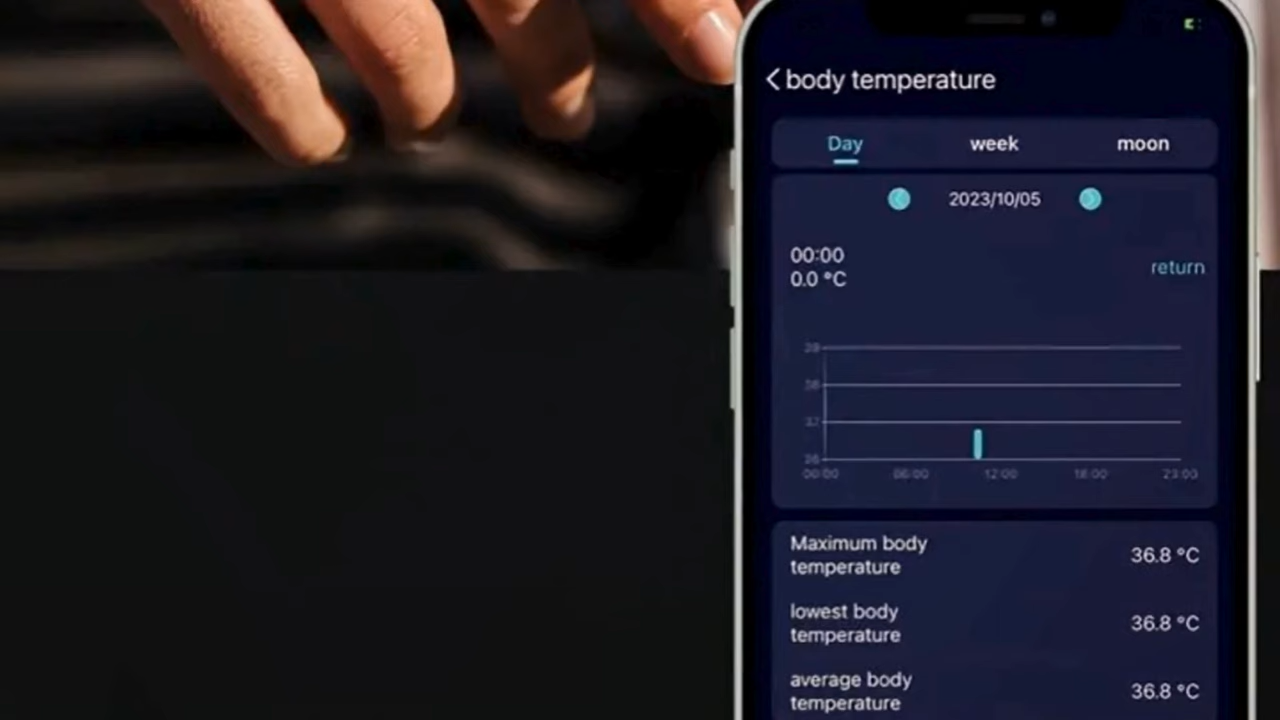 body temperature
Day week moon
2023/10/05
00:00
0.0 °C
return
39
38
37
36
00:00 06:00 12:00 18:00 23:00
Maximum body
temperature
36.8 °C
lowest body
temperature
36.8 °C
average body
temperature
36.8 °C